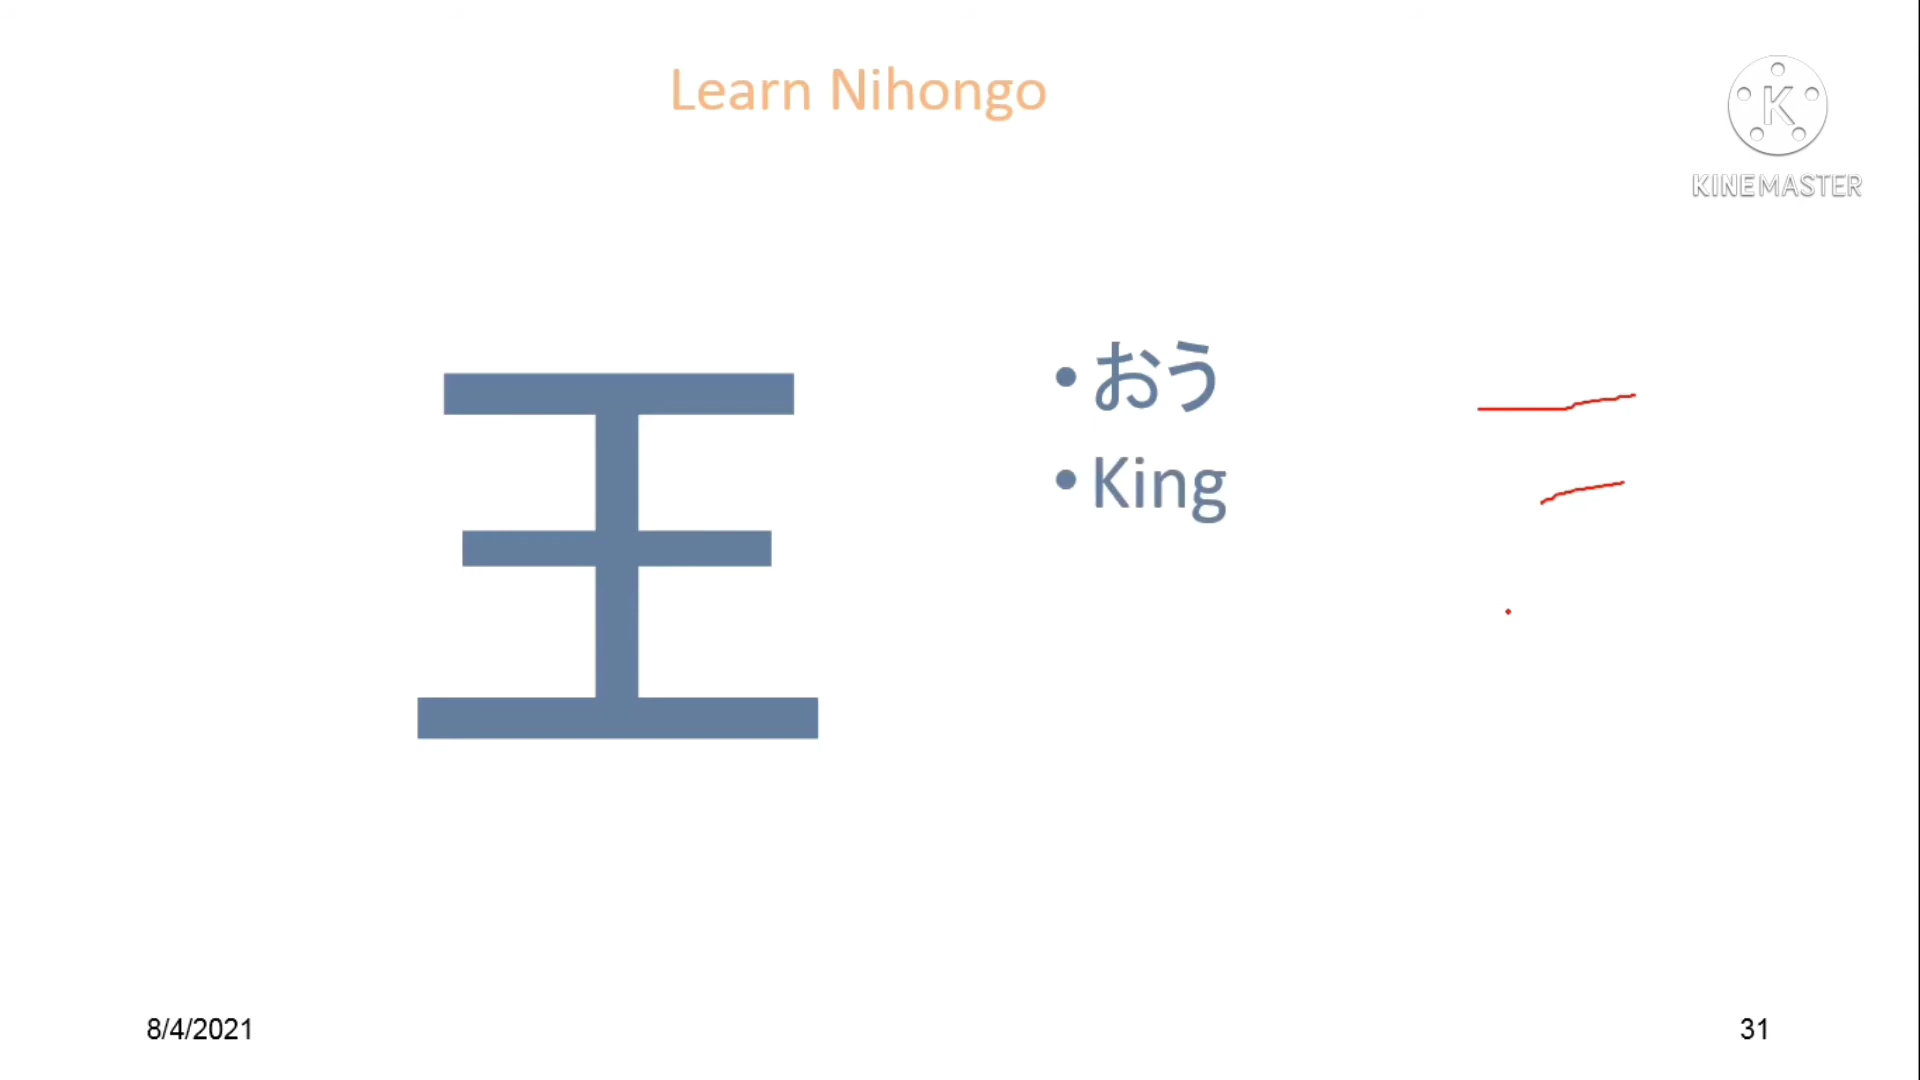 Learn Nihongo
K
KINEMASTER
王
• おう
• King
8/4/2021
31